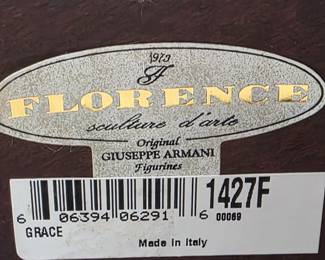 1973
F
FLORENCE
sculture d'arte
Original
GIUSEPPE ARMANI
Figurines
1427F
6 06394 06291 6 00069
GRACE
Made in Italy